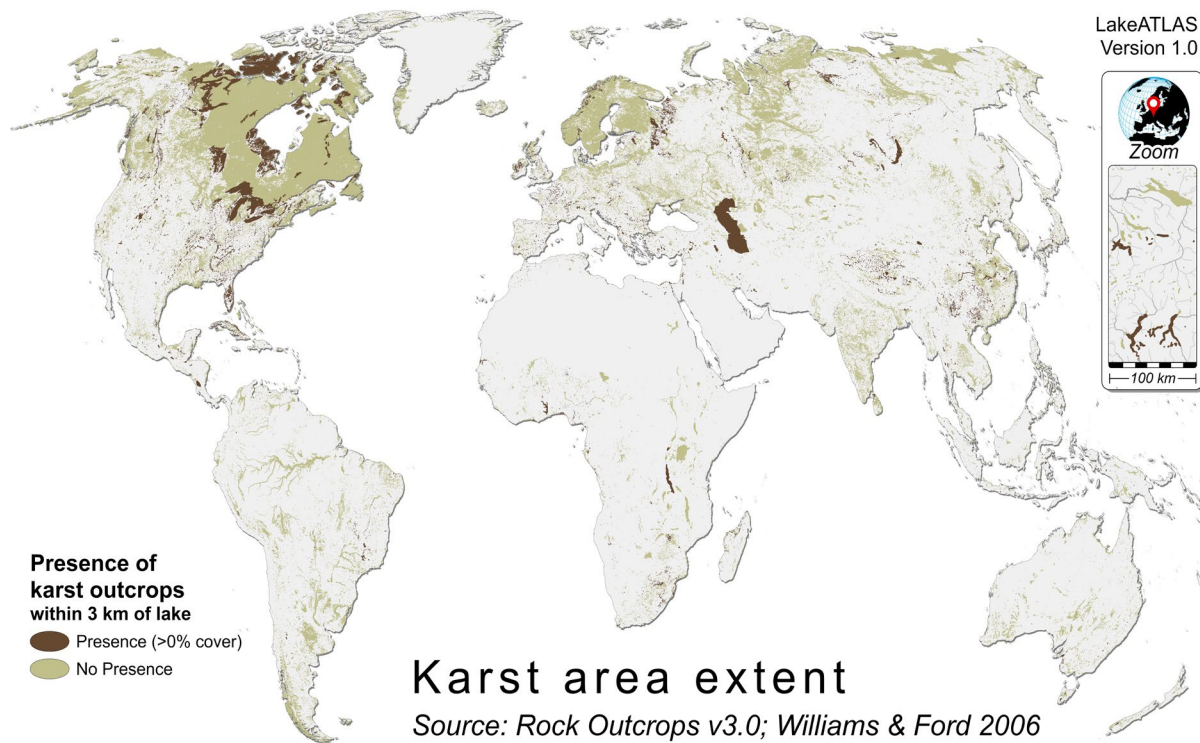 LakeATLAS
Version 1.0
Zoom
100 km
Presence of
karst outcrops
within 3 km of lake
Presence (>0% cover)
No Presence
Karst area extent
Source: Rock Outcrops v3.0; Williams & Ford 2006